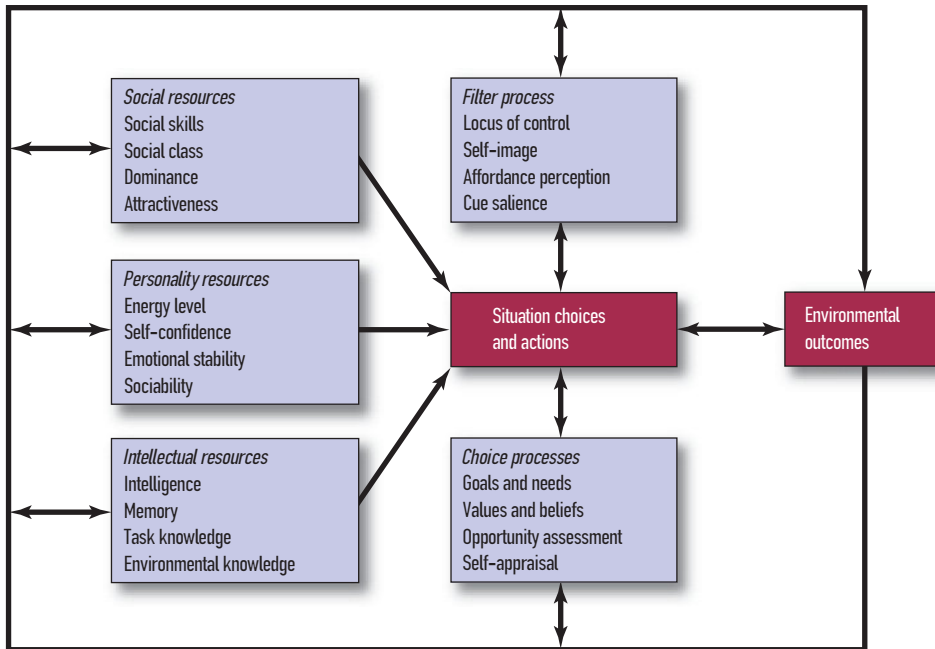 Social resources
Social skills
Social class
Dominance
Attractiveness
Filter process
Locus of control
Self-image
Affordance perception
Cue salience
Personality resources
Energy level
Self-confidence
Emotional stability
Sociability
Situation choices
and actions
Environmental
outcomes
Intellectual resources
Intelligence
Memory
Task knowledge
Environmental knowledge
Choice processes
Goals and needs
Values and beliefs
Opportunity assessment
Self-appraisal